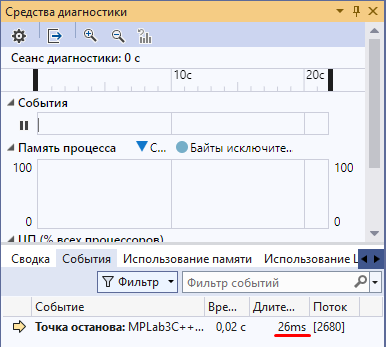 Средства диагностики
Сеанс диагностики: 0 с
10с 20с
События
Память процесса С... Байты исключите..
100 100
0 0
ЦП (% всех процессоров)
Сводка События Использование памяти Использование Ц
Фильтр Фильтр событий
Событие Вре... Длите... Поток
Точка останова: MPLab3C++... 0,02 с 26ms [2680]